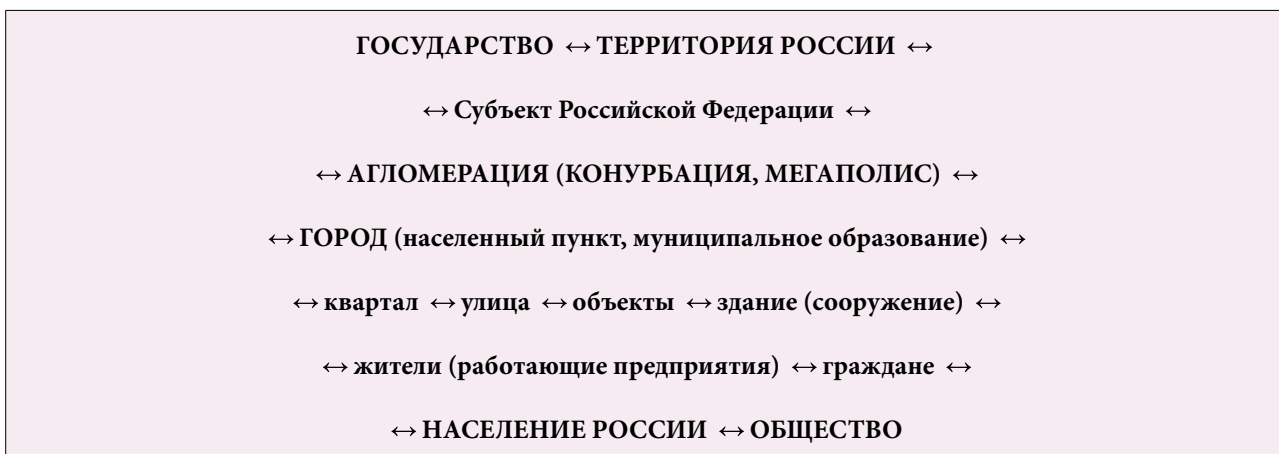 ГОСУДАРСТВО ↔ ТЕРРИТОРИЯ РОССИИ ↔
↔ Субъект Российской Федерации ↔
↔ АГЛОМЕРАЦИЯ (КОНУРБАЦИЯ, МЕГАПОЛИС) ↔
↔ ГОРОД (населенный пункт, муниципальное образование) ↔
↔ квартал ↔ улица ↔ объекты ↔ здание (сооружение) ↔
↔ жители (работающие предприятия) ↔ граждане ↔
↔ НАСЕЛЕНИЕ РОССИИ ↔ ОБЩЕСТВО